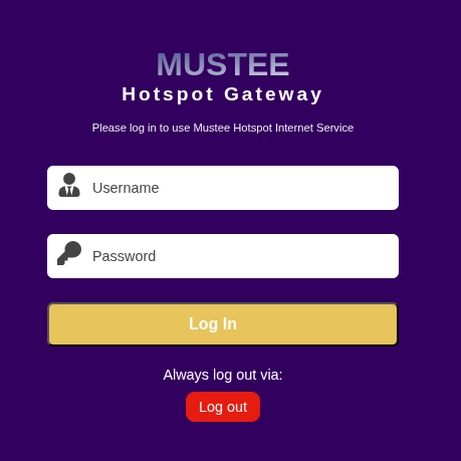 MUSTEE
Hotspot Gateway
Please log in to use Mustee Hotspot Internet Service
Username
Password
Log In
Always log out via:
Log out